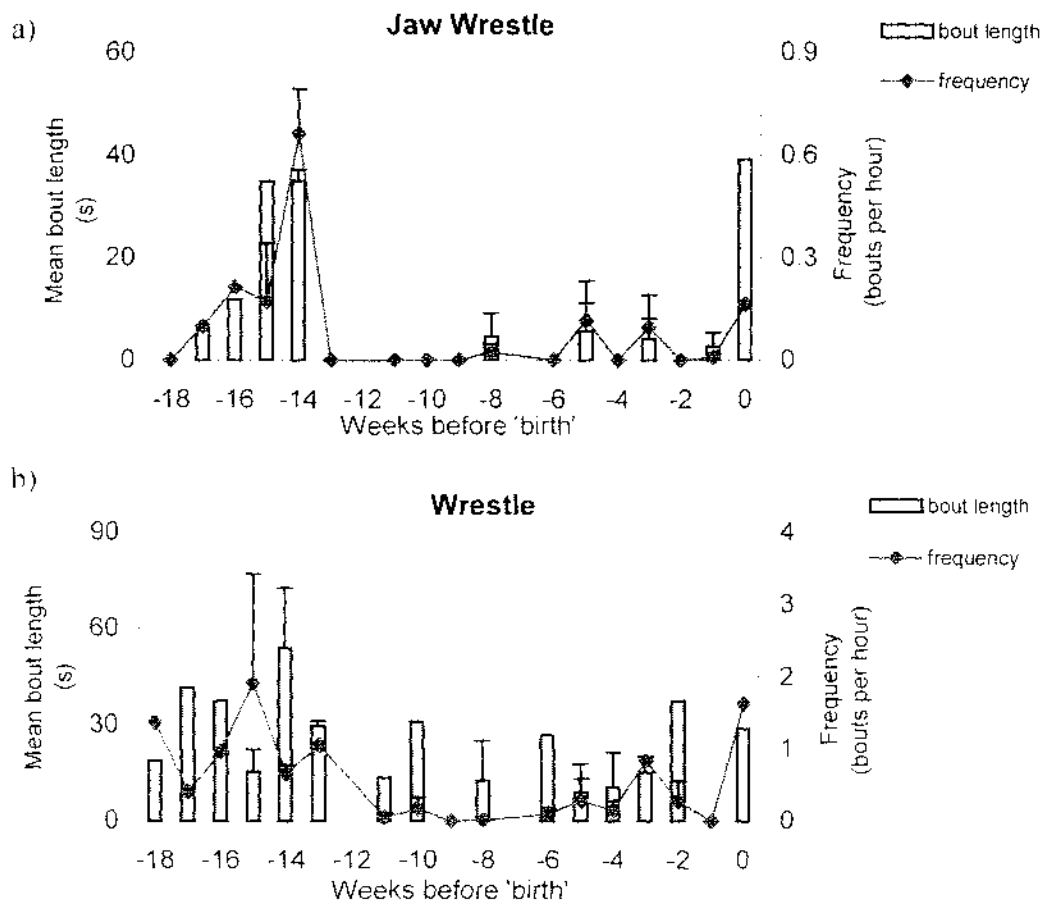 a)
Jaw Wrestle
bout length
frequency
60
40
20
0
0.9
0.6
0.3
0
Mean bout length
(s)
Frequency
(bouts per hour)
-18 -16 -14 -12 -10 -8 -6 -4 -2 0
Weeks before 'birth'
b)
Wrestle
bout length
frequency
90
60
30
0
4
3
2
1
0
Mean bout length
(s)
Frequency
(bouts per hour)
-18 -16 -14 -12 -10 -8 -6 -4 -2 0
Weeks before 'birth'